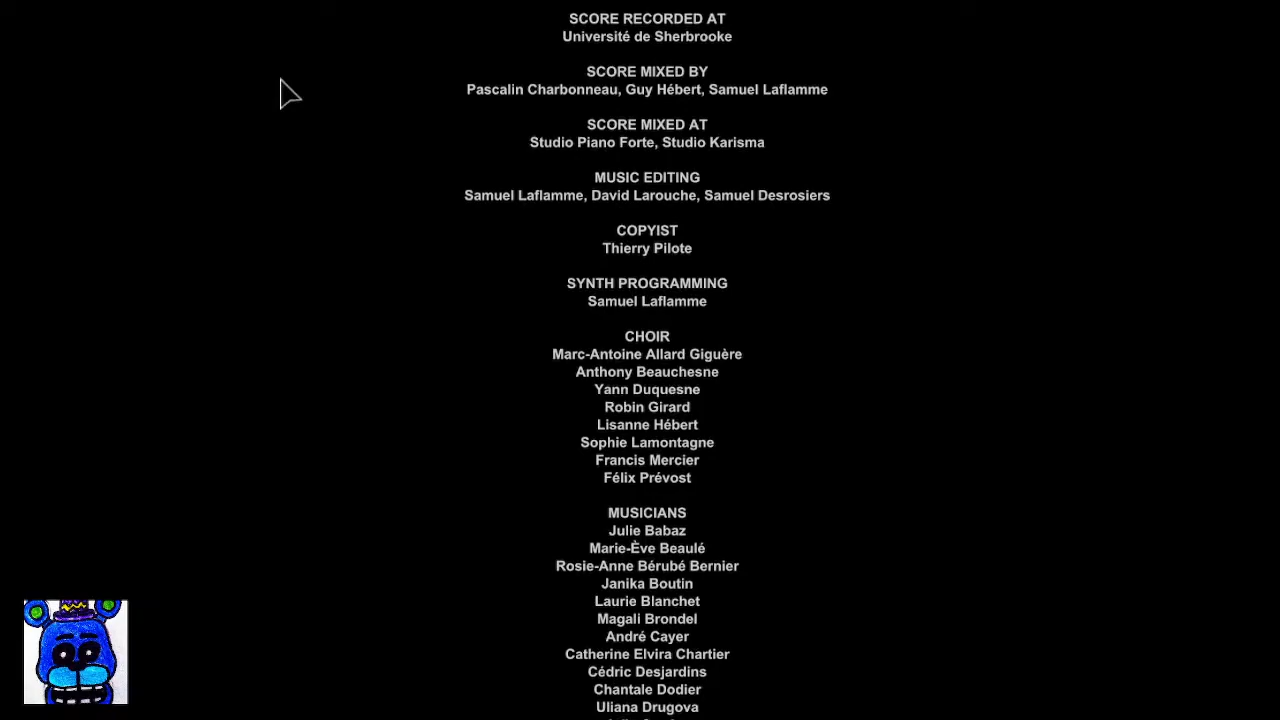 SCORE RECORDED AT
Université de Sherbrooke
SCORE MIXED BY
Pascalin Charbonneau, Guy Hébert, Samuel Laflamme
SCORE MIXED AT
Studio Piano Forte, Studio Karisma
MUSIC EDITING
Samuel Laflamme, David Larouche, Samuel Desrosiers
COPYIST
Thierry Pilote
SYNTH PROGRAMMING
Samuel Laflamme
CHOIR
Marc-Antoine Allard Giguère
Anthony Beauchesne
Yann Duquesne
Robin Girard
Lisanne Hébert
Sophie Lamontagne
Francis Mercier
Félix Prévost
MUSICIANS
Julie Babaz
Marie-Ève Beaulé
Rosie-Anne Bérubé Bernier
Janika Boutin
Laurie Blanchet
Magali Brondel
André Cayer
Catherine Elvira Chartier
Cédric Desjardins
Chantale Dodier
Uliana Drugova